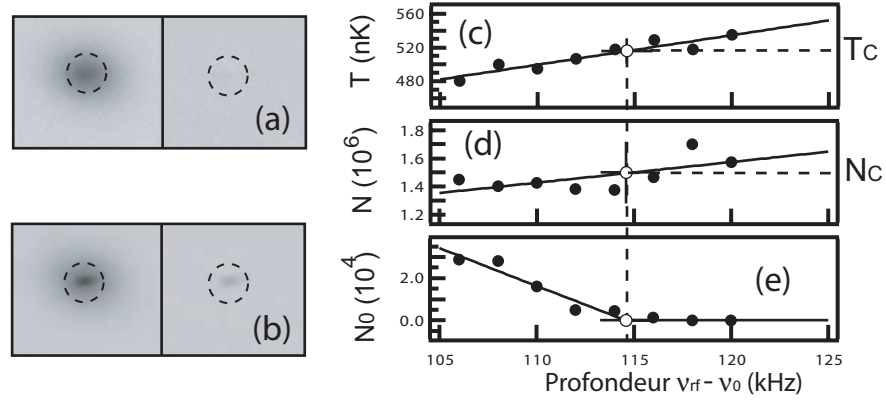 (a)
(b)
(c)
T (nK)
560
520
480
TC
(d)
N (10⁶)
1.8
1.6
1.4
1.2
NC
(e)
N0 (10⁴)
2.0
0.0
105 110 115 120 125
Profondeur νrf - ν0 (kHz)